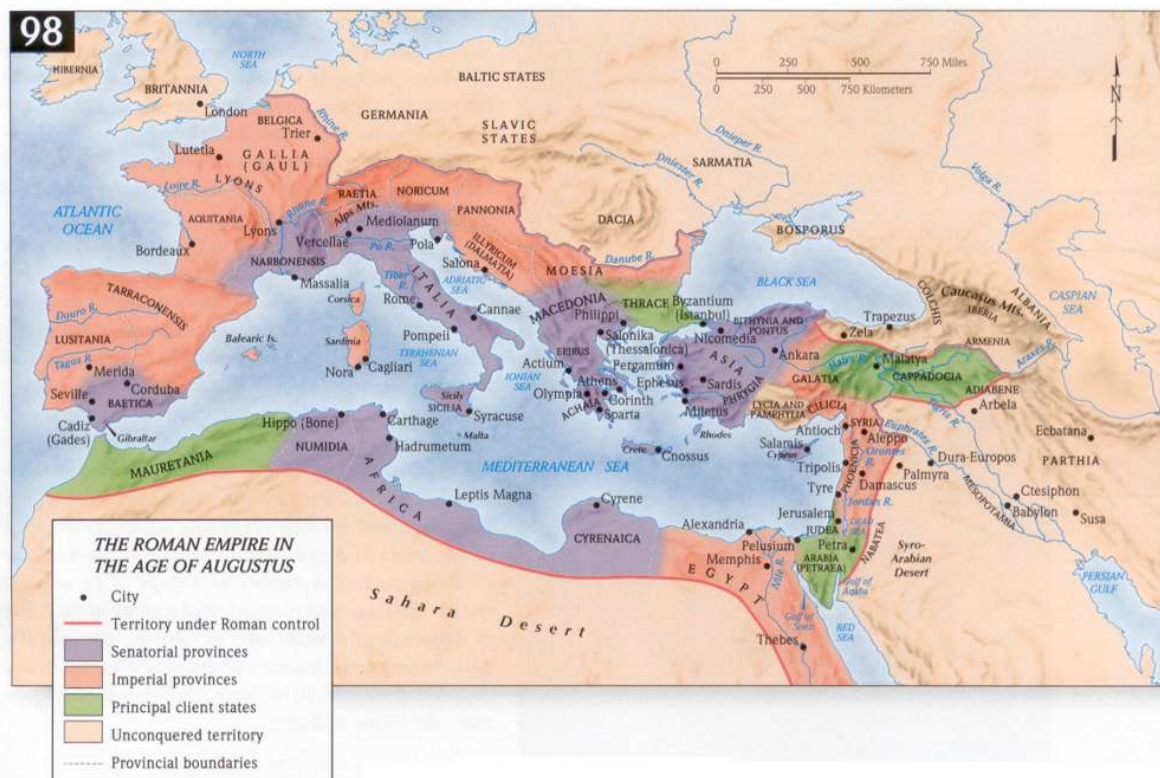 98
NORTH
SEA
HIBERNIA
BRITANNIA
London
BALTIC STATES
GERMANIA
SLAVIC
STATES
0 250 500 750 Miles
0 250 500 750 Kilometers
N
BELGICA
Trier
Rhine R.
Lutetia
GALLIA
(GAUL)
LYONS
Loire R.
Dnieper R.
Dniester R.
SARMATIA
Volga R.
ATLANTIC
OCEAN
AQUITANIA
Lyons
Rhone R.
Bordeaux
RAETIA
NORICUM
Alps Mts.
PANNONIA
Mediolanum
Vercellae
Po R.
Pola
DACIA
BOSPORUS
NARBONENSIS
Massalia
ILLYRICUM
(DALMATIA)
Salona
Danube R.
MOESIA
ADRIATIC
SEA
Tiber
R.
ITALIA
Rome
Corsica
BLACK SEA
COLCHIS
Caucasus Mts.
ALBANIA
IBERIA
CASPIAN
SEA
TARRACONENSIS
Douro R.
LUSITANIA
Tagus R.
Merida
Balearic Is.
Sardinia
Cannae
Pompeii
MACEDONIA
THRACE
Byzantium
(Istanbul)
Philippi
Salonika
(Thessalonica)
BITHYNIA AND
PONTUS
Nicomedia
Trapezus
Zela
ARMENIA
Araxes R.
Seville
Corduba
BAETICA
Cadiz
(Gades)
Gibraltar
Nora
Cagliari
TYRRHENIAN
SEA
IONIAN
SEA
EPIRUS
Actium
Pergamum
ASIA
Ankara
Halys R.
Malatya
GALATIA
CAPPADOCIA
ADIABENE
Arbela
Tigris R.
Olympia
Athens
Corinth
ACHAIA
Sparta
Ephesus
Sardis
Miletus
PHRYGIA
LYCIA AND
PAMPHYLIA
CILICIA
Sicily
SICILIA
Syracuse
Malta
Hippo (Bone)
Carthage
Hadrumetum
NUMIDIA
MAURETANIA
AFRICA
Rhodes
Crete
Cnossus
MEDITERRANEAN SEA
Antioch
SYRIA
Aleppo
Euphrates R.
Salamis
Cyprus
Orontes
R.
Dura-Europos
Ecbatana
PARTHIA
Tripolis
PHOENICIA
Palmyra
Tyre
Damascus
MESOPOTAMIA
Ctesiphon
Babylon
Susa
Leptis Magna
Cyrene
CYRENAICA
Jordan R.
Jerusalem
JUDEA
DEAD
SEA
Alexandria
Pelusium
Memphis
Petra
ARABIA
(PETRAEA)
NABATEA
Syro-
Arabian
Desert
EGYPT
Nile R.
Gulf of
Aqaba
Gulf of
RED
SEA
PERSIAN
GULF
Thebes
Sahara Desert
THE ROMAN EMPIRE IN
THE AGE OF AUGUSTUS
City
Territory under Roman control
Senatorial provinces
Imperial provinces
Principal client states
Unconquered territory
Provincial boundaries